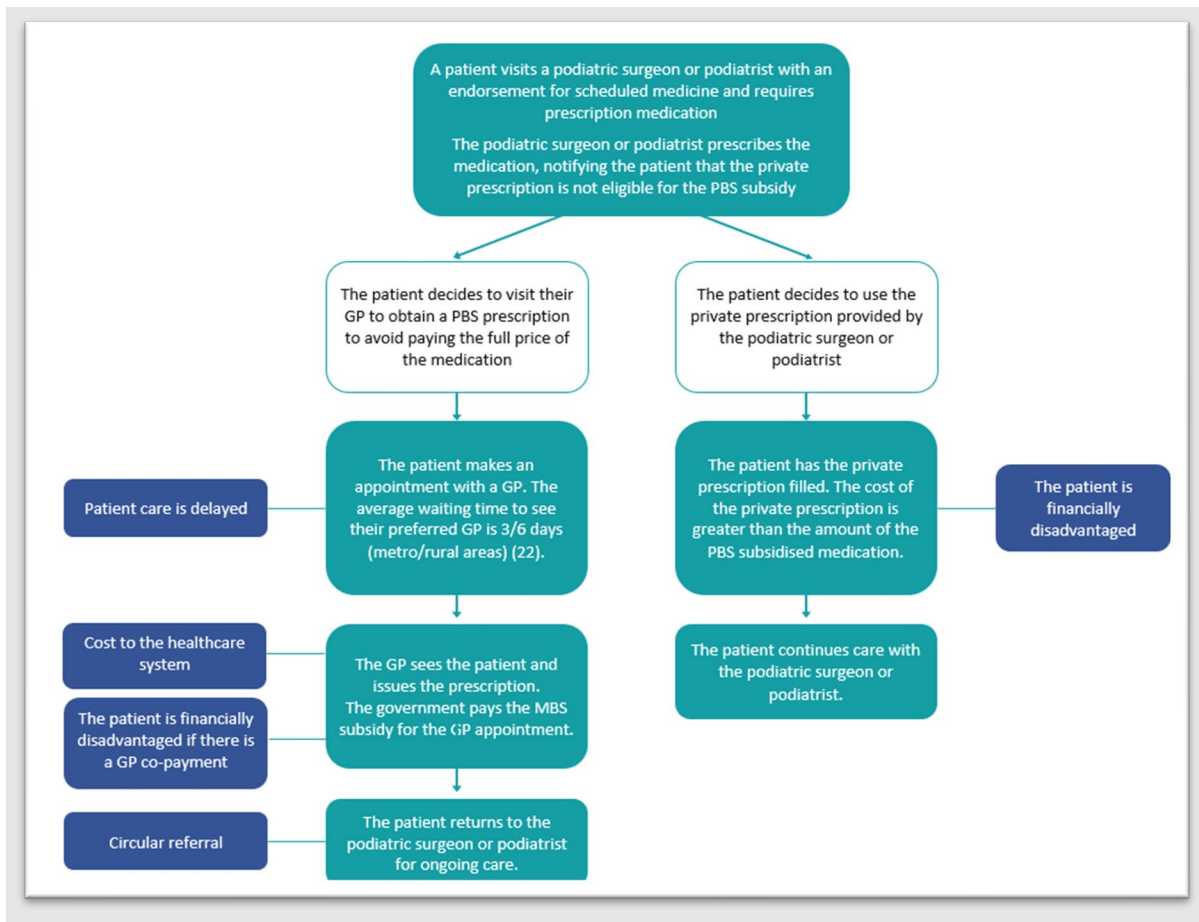 A patient visits a podiatric surgeon or podiatrist with an
endorsement for scheduled medicine and requires
prescription medication
The podiatric surgeon or podiatrist prescribes the
medication, notifying the patient that the private
prescription is not eligible for the PBS subsidy
The patient decides to visit their
GP to obtain a PBS prescription
to avoid paying the full price of
the medication
The patient decides to use the
private prescription provided by
the podiatric surgeon or
podiatrist
Patient care is delayed
The patient makes an
appointment with a GP. The
average waiting time to see
their preferred GP is 3/6 days
(metro/rural areas) (22).
The patient has the private
prescription filled. The cost of
the private prescription is
greater than the amount of the
PBS subsidised medication.
The patient is
financially
disadvantaged
Cost to the healthcare
system
The patient is financially
disadvantaged if there is
a GP co-payment
The GP sees the patient and
issues the prescription.
The government pays the MBS
subsidy for the GP appointment.
The patient continues care with
the podiatric surgeon or
podiatrist.
Circular referral
The patient returns to the
podiatric surgeon or podiatrist
for ongoing care.